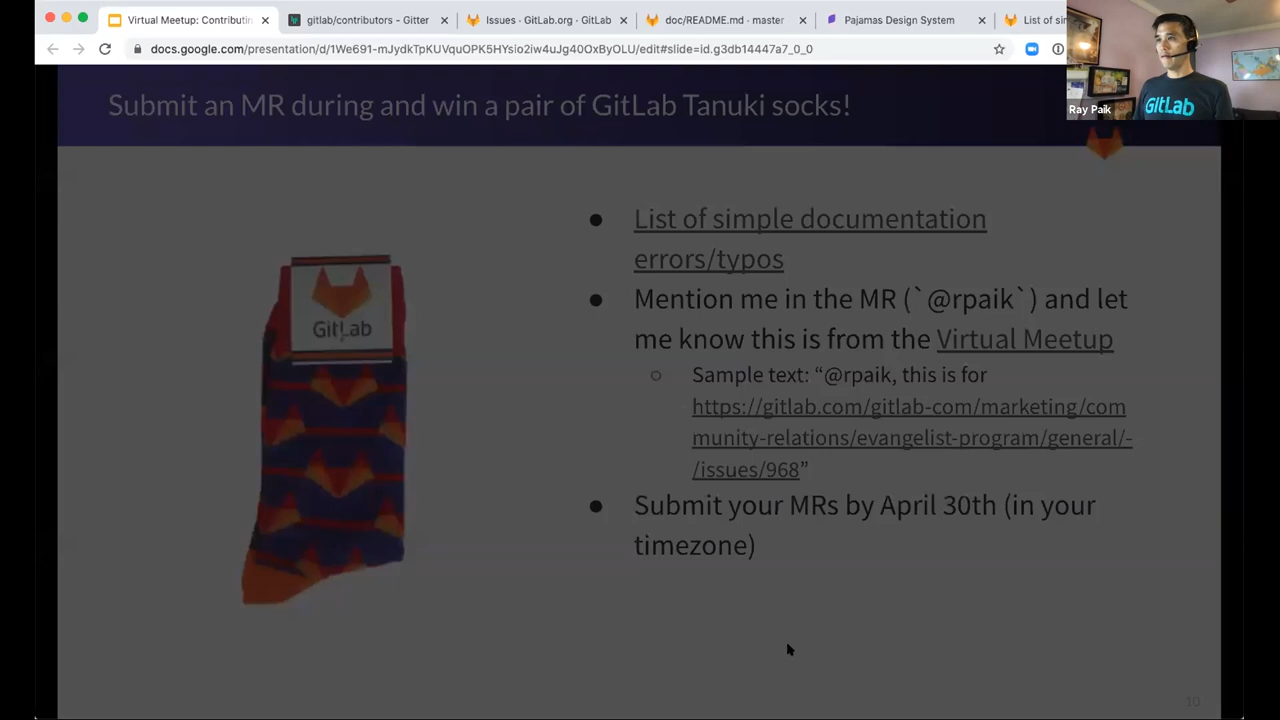 Virtual Meetup: Contributin
gitlab/contributors - Gitter
Issues · GitLab.org · GitLab
doc/README.md · master
Pajamas Design System
List of sim
docs.google.com/presentation/d/1We691-mJydkTpKUVquOPK5HYsio2iw4uJg40OxByOLU/edit#slide=id.g3db14447a7_0_0
GitLab
Ray Paik
Submit an MR during and win a pair of GitLab Tanuki socks!
GitLab
● List of simple documentation
errors/typos
● Mention me in the MR (`@rpaik`) and let
me know this is from the Virtual Meetup
○ Sample text: “@rpaik, this is for
https://gitlab.com/gitlab-com/marketing/com
munity-relations/evangelist-program/general/-
/issues/968”
● Submit your MRs by April 30th (in your
timezone)
10